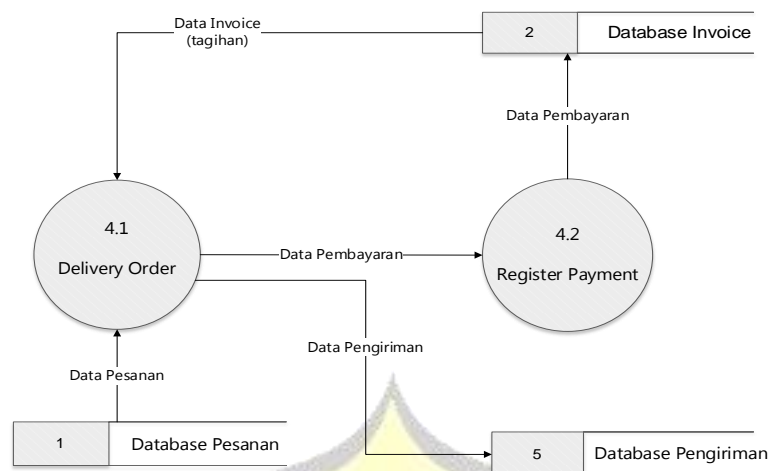 Data Invoice
(tagihan)
2
Database Invoice
Data Pembayaran
4.1
Delivery Order
Data Pembayaran
4.2
Register Payment
Data Pengiriman
Data Pesanan
1
Database Pesanan
5
Database Pengiriman